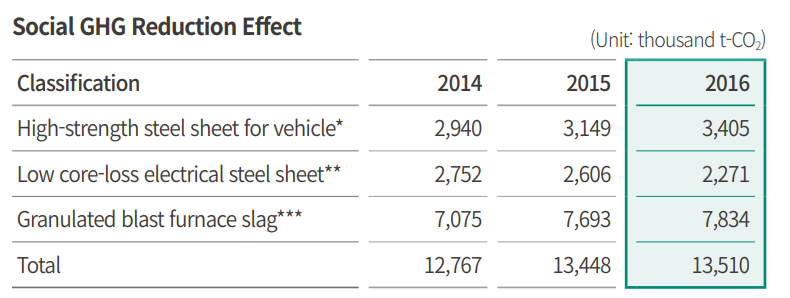 Social GHG Reduction Effect
(Unit: thousand t-CO₂)
Classification 2014 2015 2016
High-strength steel sheet for vehicle* 2,940 3,149 3,405
Low core-loss electrical steel sheet** 2,752 2,606 2,271
Granulated blast furnace slag*** 7,075 7,693 7,834
Total 12,767 13,448 13,510